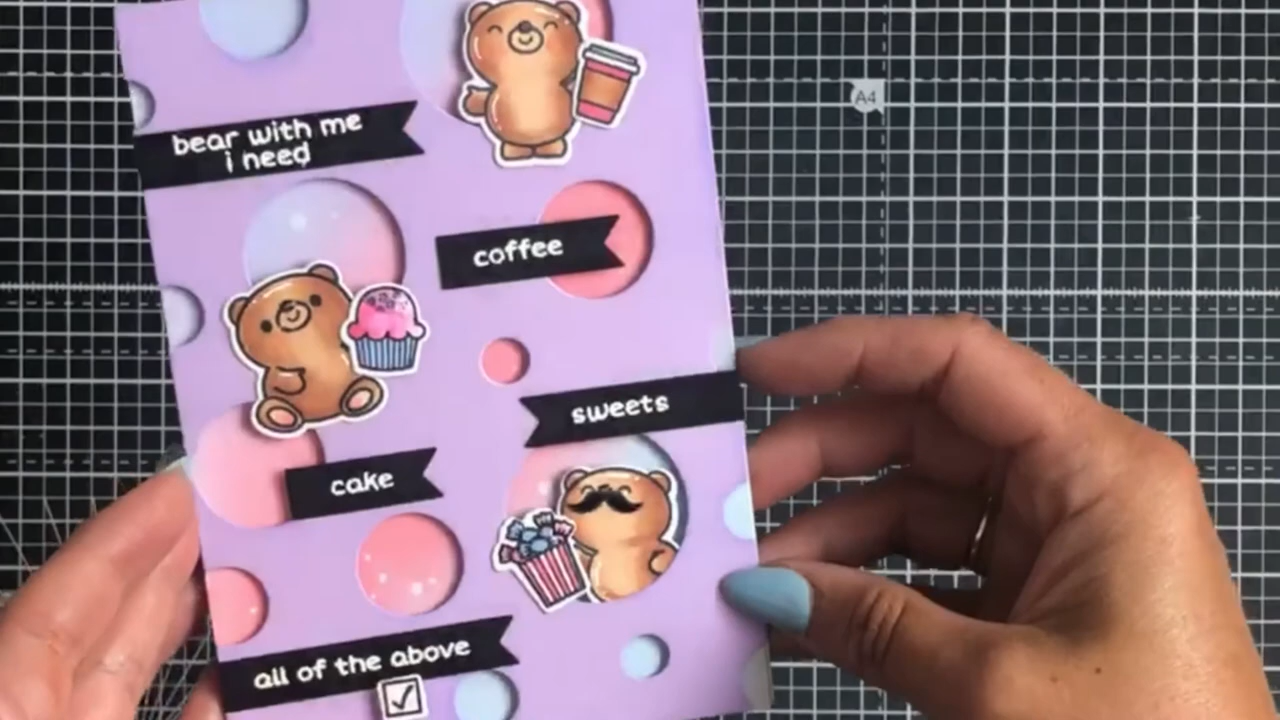 A4
bear with me
i need
coffee
sweets
cake
all of the above